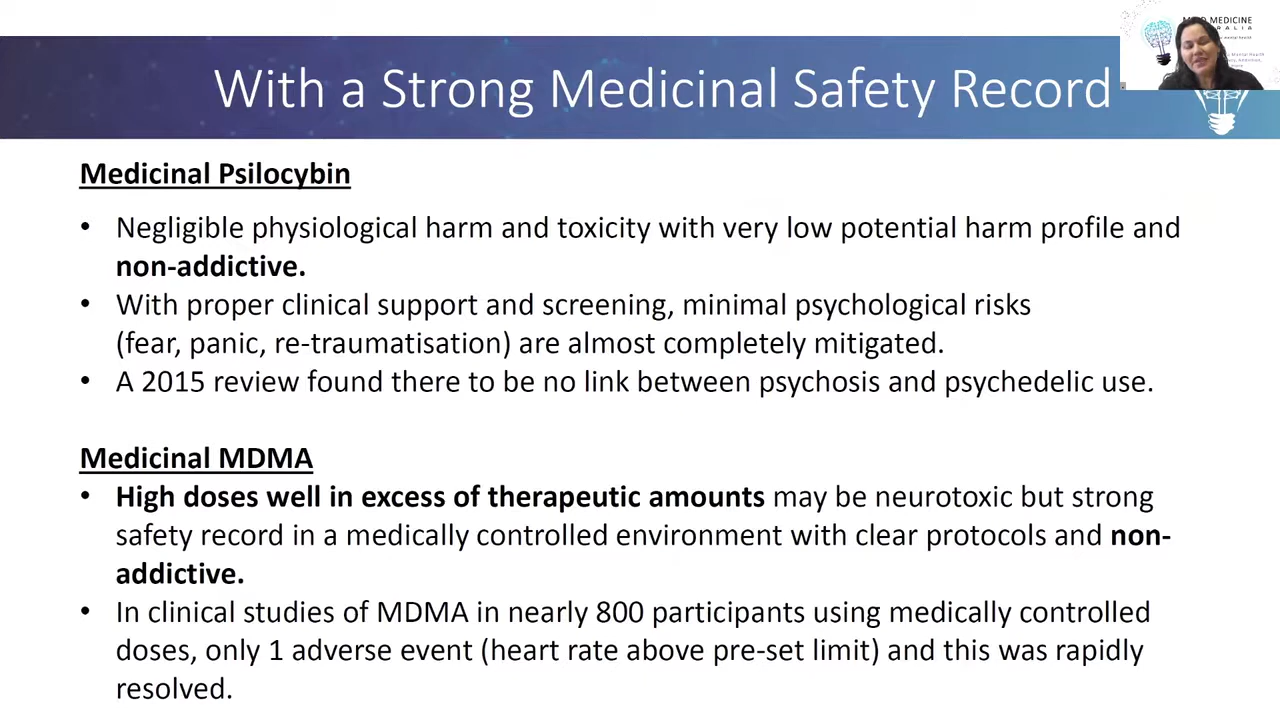 With a Strong Medicinal Safety Record
MEDICINE
Medicinal Psilocybin
• Negligible physiological harm and toxicity with very low potential harm profile and
non-addictive.
• With proper clinical support and screening, minimal psychological risks
(fear, panic, re-traumatisation) are almost completely mitigated.
• A 2015 review found there to be no link between psychosis and psychedelic use.
Medicinal MDMA
• High doses well in excess of therapeutic amounts may be neurotoxic but strong
safety record in a medically controlled environment with clear protocols and non-
addictive.
• In clinical studies of MDMA in nearly 800 participants using medically controlled
doses, only 1 adverse event (heart rate above pre-set limit) and this was rapidly
resolved.